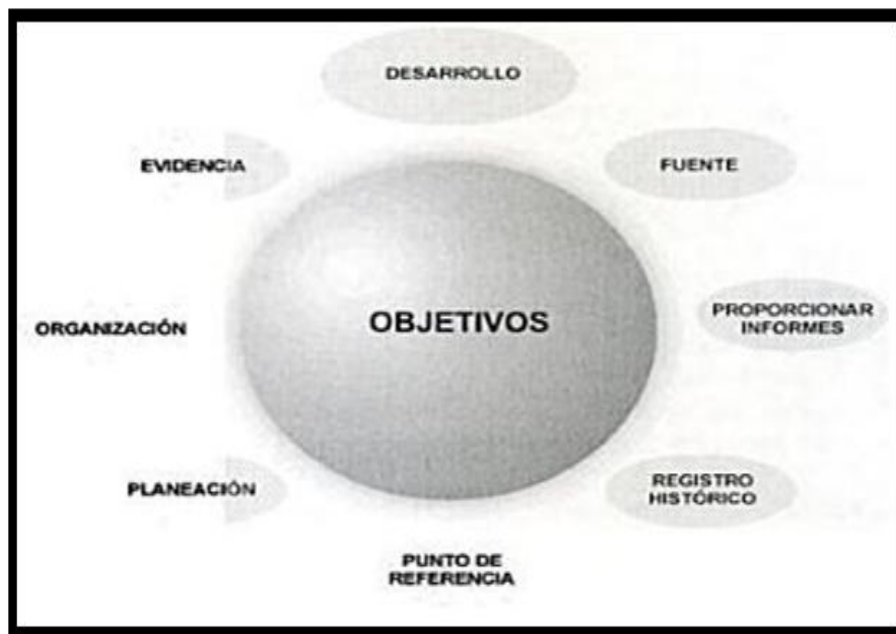 DESARROLLO
EVIDENCIA
FUENTE
ORGANIZACIÓN
OBJETIVOS
PROPORCIONAR
INFORMES
PLANEACIÓN
REGISTRO
HISTÓRICO
PUNTO DE
REFERENCIA